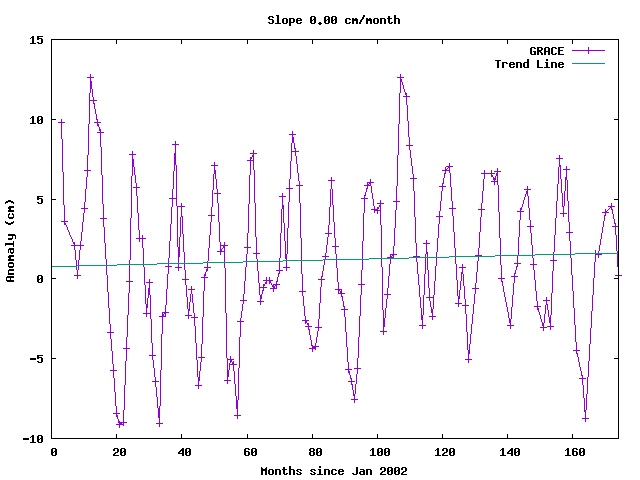 Slope 0.00 cm/month
GRACE
Trend Line
Anomaly (cm)
15
10
5
0
-5
-10
0 20 40 60 80 100 120 140 160
Months since Jan 2002